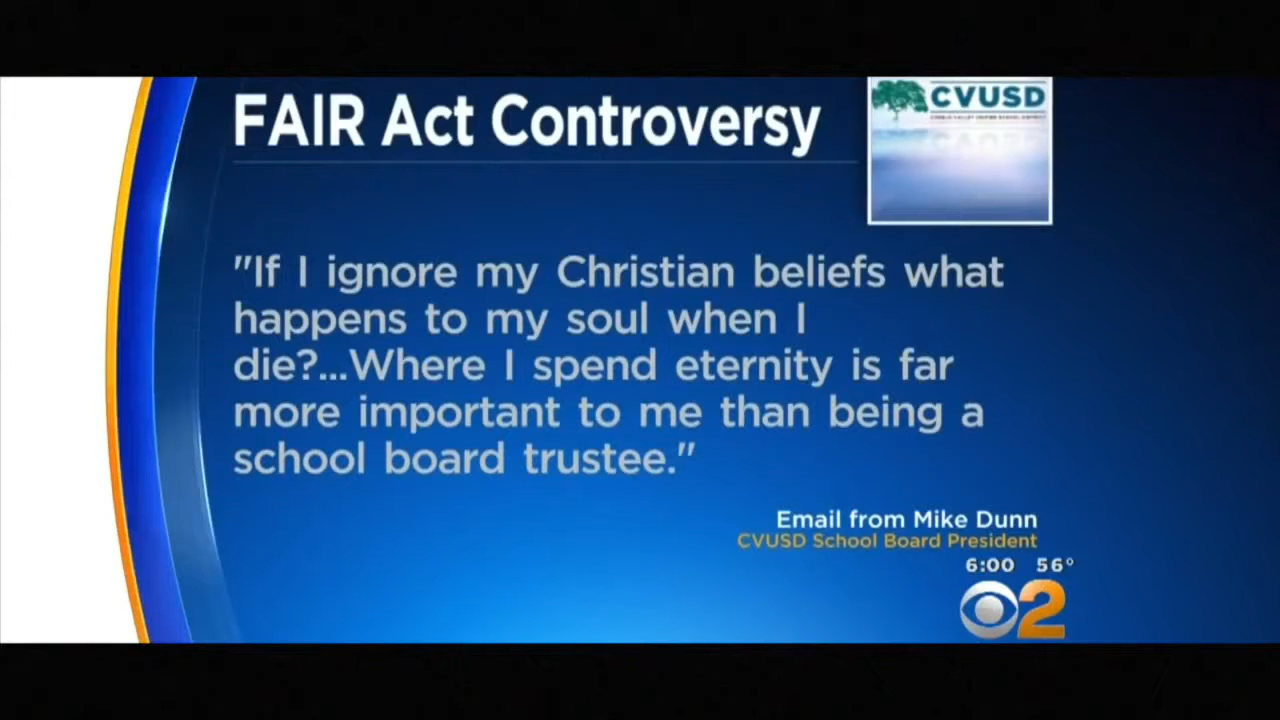 FAIR Act Controversy
CVUSD
"If I ignore my Christian beliefs what
happens to my soul when I
die?...Where I spend eternity is far
more important to me than being a
school board trustee."
Email from Mike Dunn
CVUSD School Board President
6:00 56°
2